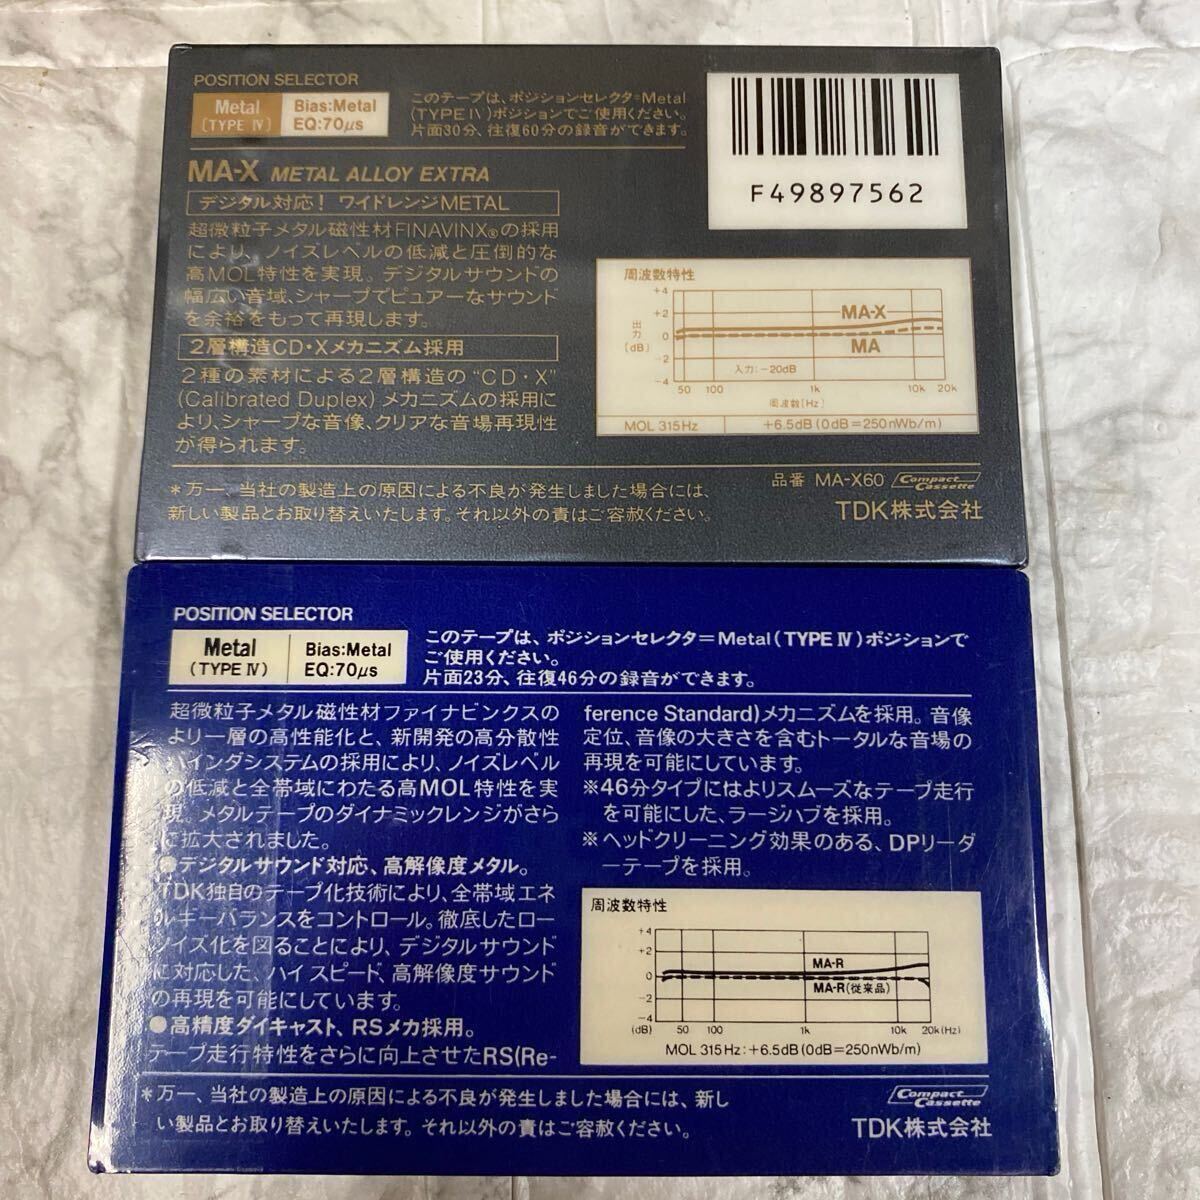 POSITION SELECTOR
Metal
(TYPE Ⅳ)
Bias:Metal
EQ:70μs
このテープは、ポジションセレクタ=Metal
(TYPE Ⅳ)ポジションでご使用ください。
片面30分、往復60分の録音ができます。
F49897562
MA-X METAL ALLOY EXTRA
デジタル対応! ワイドレンジMETAL
超微粒子メタル磁性材FINAVINX®の採用
により、ノイズレベルの低減と圧倒的な
高MOL特性を実現。デジタルサウンドの
幅広い音域、シャープでピュアーなサウンド
を余裕をもって再現します。
2層構造CD・Xメカニズム採用
2種の素材による2層構造の“CD・X”
(Calibrated Duplex)メカニズムの採用に
より、シャープな音像、クリアな音場再現性
が得られます。
周波数特性
+4
+2
0
-2
-4
出力
[dB]
MA-X
MA
入力:-20dB
50 100 1k 10k 20k
周波数[Hz]
MOL 315Hz +6.5dB(0dB=250nWb/m)
品番 MA-X60 Compact Cassette
*万一、当社の製造上の原因による不良が発生しました場合には、
新しい製品とお取り替えいたします。それ以外の責はご容赦ください。
TDK株式会社
POSITION SELECTOR
Metal
(TYPE Ⅳ)
Bias:Metal
EQ:70μs
このテープは、ポジションセレクタ=Metal(TYPE Ⅳ)ポジションで
ご使用ください。
片面23分、往復46分の録音ができます。
超微粒子メタル磁性材ファイナビンクスの
より一層の高性能化と、新開発の高分散性
バインダシステムの採用により、ノイズレベル
の低減と全帯域にわたる高MOL特性を実
現。メタルテープのダイナミックレンジがさら
に拡大されました。
●デジタルサウンド対応、高解像度メタル。
TDK独自のテープ化技術により、全帯域エネ
ルギーバランスをコントロール。徹底したロー
ノイズ化を図ることにより、デジタルサウンド
に対応した、ハイスピード、高解像度サウンド
の再現を可能にしています。
●高精度ダイキャスト、RSメカ採用。
テープ走行特性をさらに向上させたRS(Re-
ference Standard)メカニズムを採用。音像
定位、音像の大きさを含むトータルな音場の
再現を可能にしています。
※46分タイプにはよりスムーズなテープ走行
を可能にした、ラージハブを採用。
※ヘッドクリーニング効果のある、DPリーダ
ーテープを採用。
周波数特性
+4
+2
0
-2
-4
(dB)
MA-R
MA-R(従来品)
50 100 1k 10k 20k(Hz)
MOL 315Hz:+6.5dB(0dB=250nWb/m)
*万一、当社の製造上の原因による不良が発生しました場合には、新し
い製品とお取り替えいたします。それ以外の責はご容赦ください。
Compact Cassette
TDK株式会社